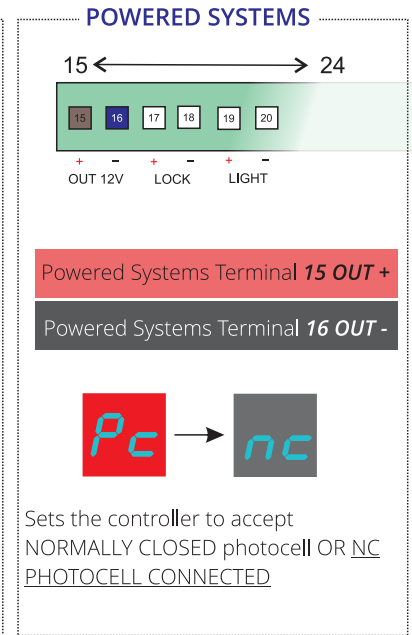 POWERED SYSTEMS
15 24
15 16 17 18 19 20
+ - + - + -
OUT 12V LOCK LIGHT
Powered Systems Terminal 15 OUT +
Powered Systems Terminal 16 OUT -
Pc nc
Sets the controller to accept
NORMALLY CLOSED photocell OR NC
PHOTOCELL CONNECTED